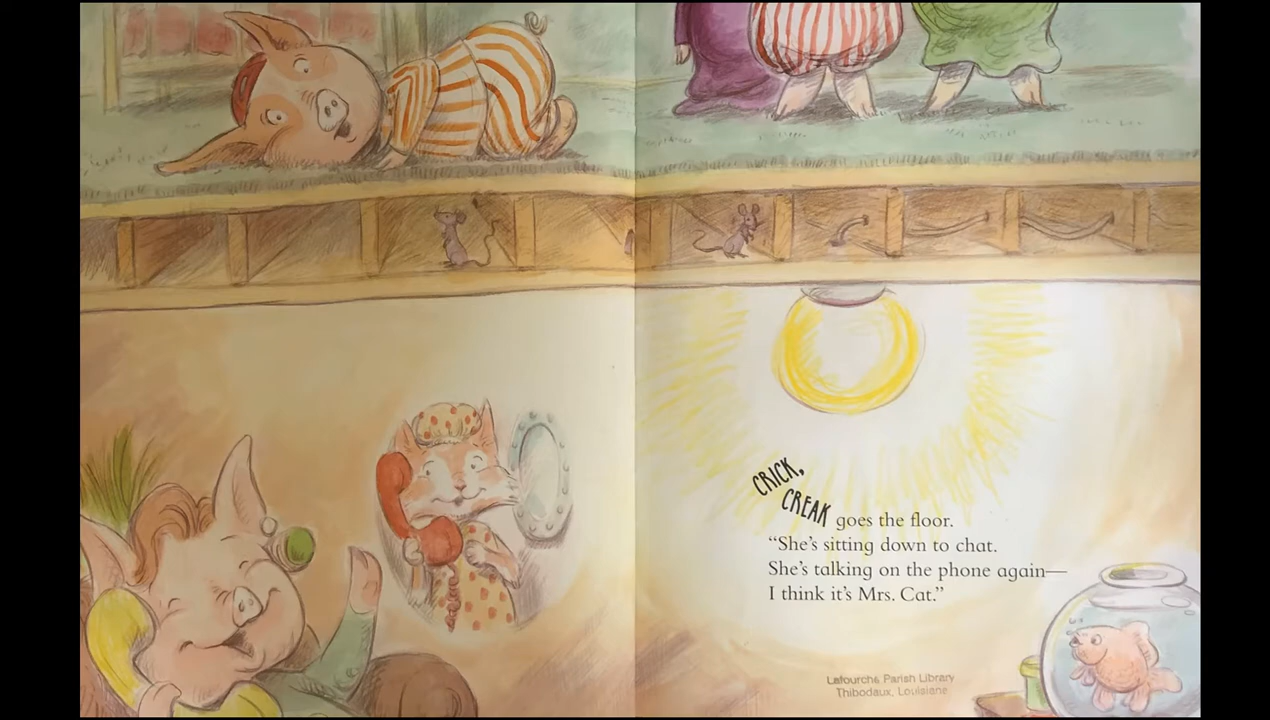 CRICK,
CREAK goes the floor.
“She’s sitting down to chat.
She’s talking on the phone again—
I think it’s Mrs. Cat.”
Lafourche Parish Library
Thibodaux, Louisiane